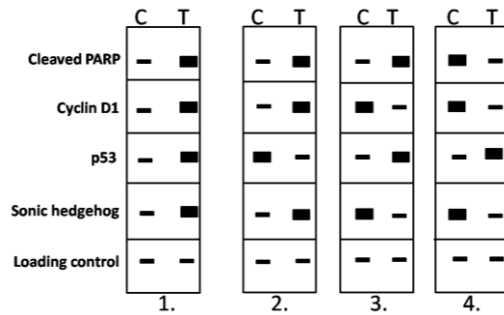 C T C T C T C T
Cleaved PARP
Cyclin D1
p53
Sonic hedgehog
Loading control
1. 2. 3. 4.